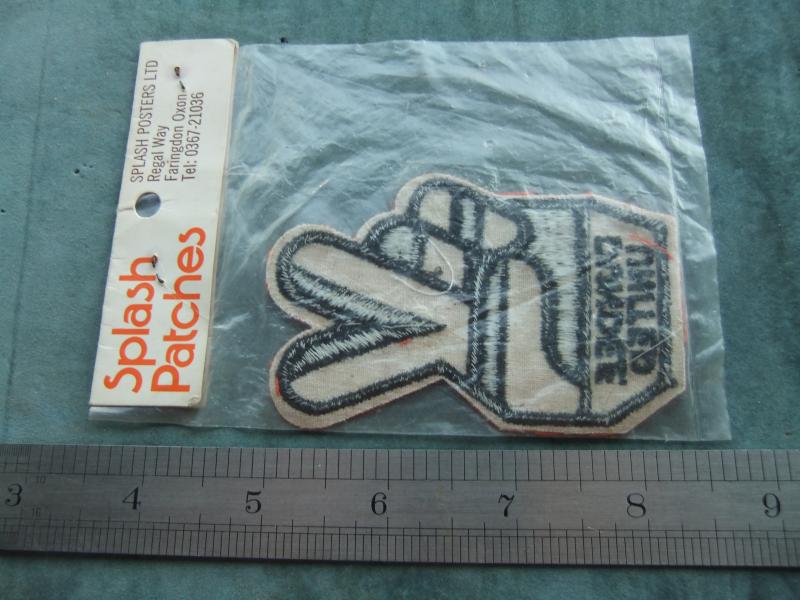 SPLASH POSTERS LTD
Regal Way
Faringdon Oxon
Tel: 0367-21036
Splash
Patches
3 4 5 6 7 8 9